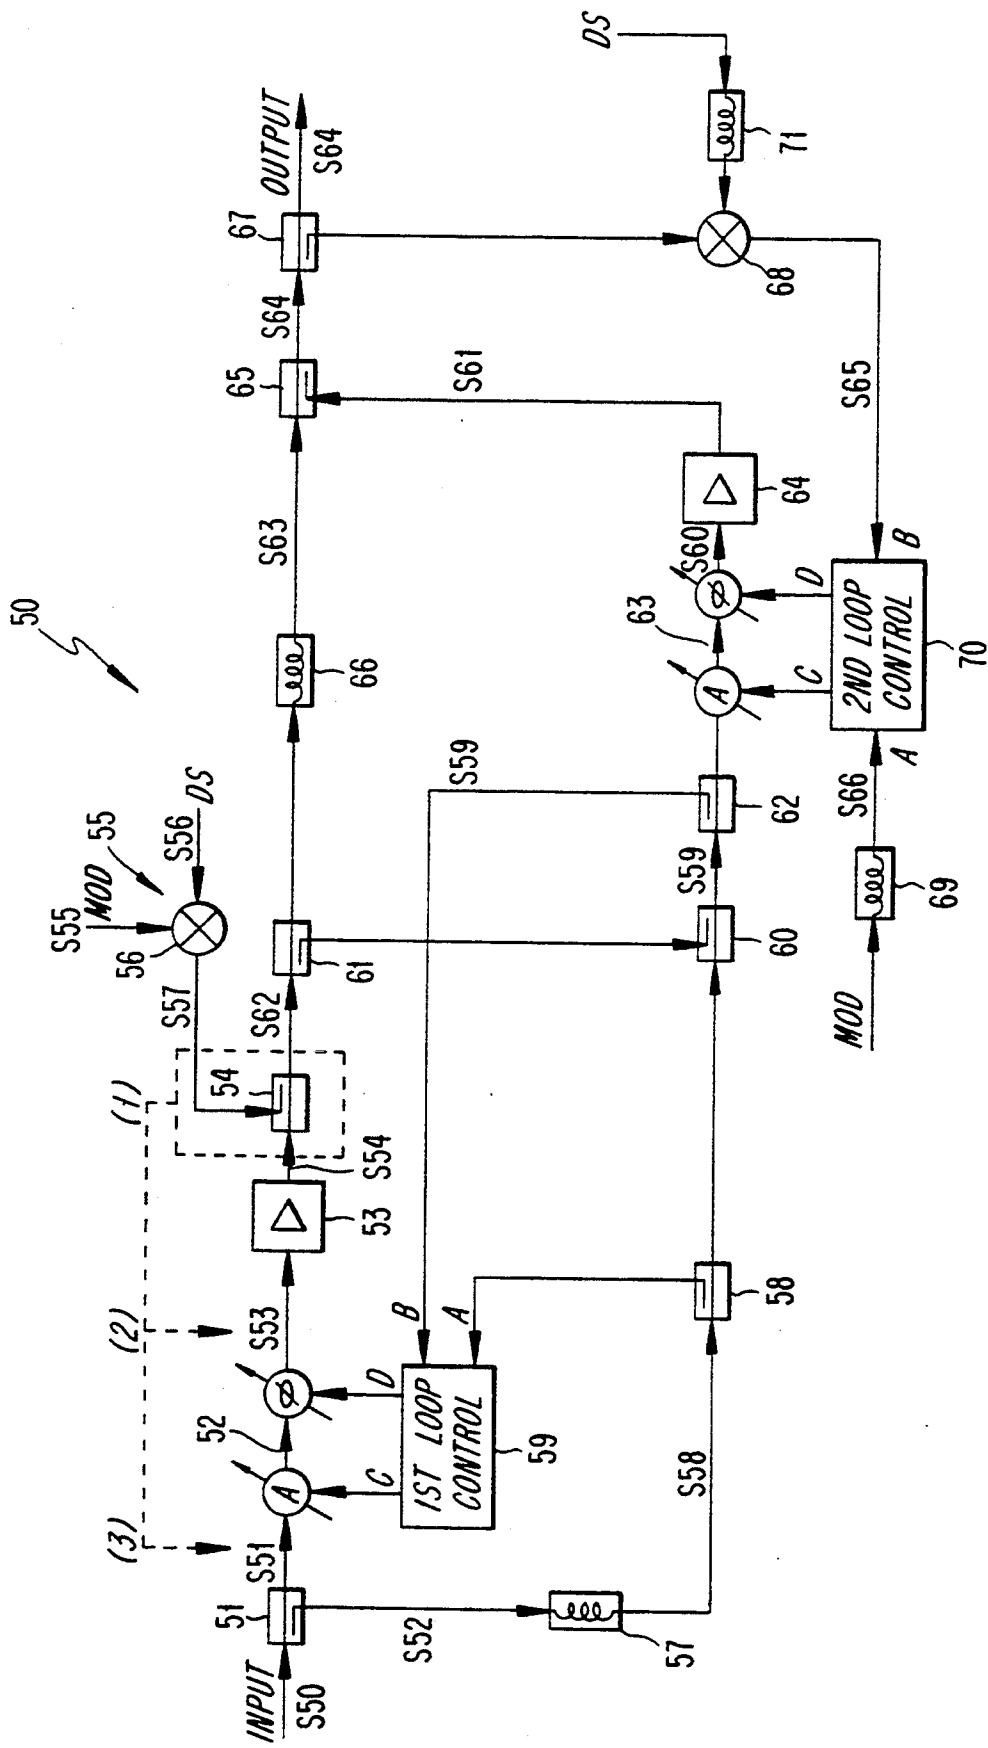 50
(1)
(2)
(3)
S55
MOD
55
S56
DS
56
S57
54
INPUT
S50
51
S51
A
52
Ø
S53
53
S54
S62
61
66
S63
65
S64
67
OUTPUT
S64
C
D
1ST LOOP
CONTROL
59
B
A
S59
S61
S52
57
S58
58
60
S59
62
A
63
Ø
S60
64
C
D
2ND LOOP
CONTROL
70
A
B
S66
69
MOD
S65
68
71
DS